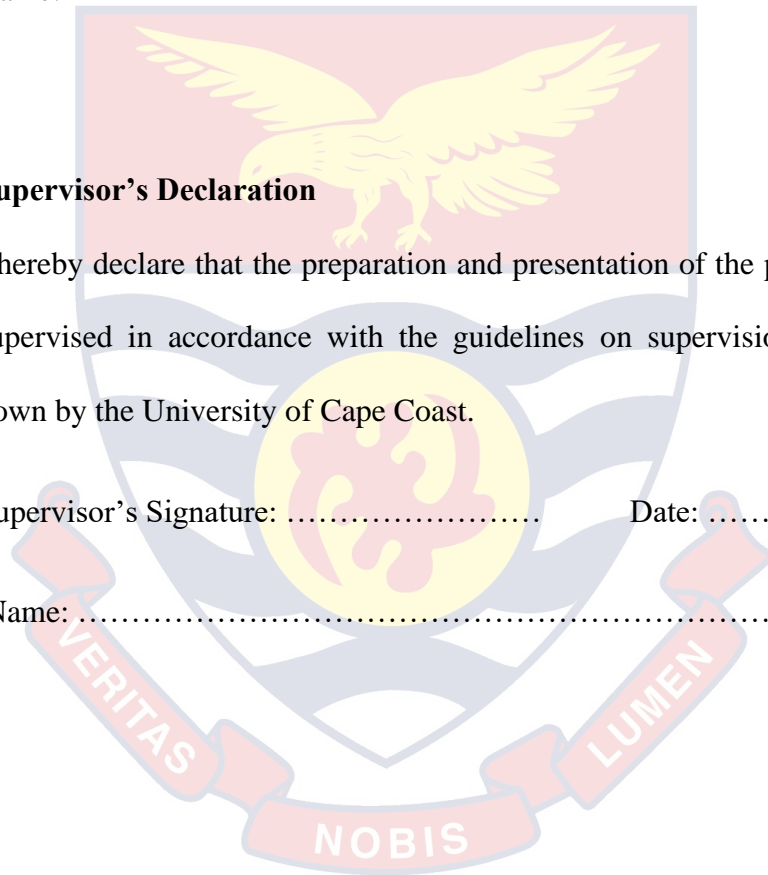 upervisor's Declaration
hereby declare that the preparation and presentation of the p
upervised in accordance with the guidelines on supervisio
own by the University of Cape Coast.
upervisor's Signature: …………………… Date: ……
Name: ……………………………………………………………
VERITAS
NOBIS
LUMEN